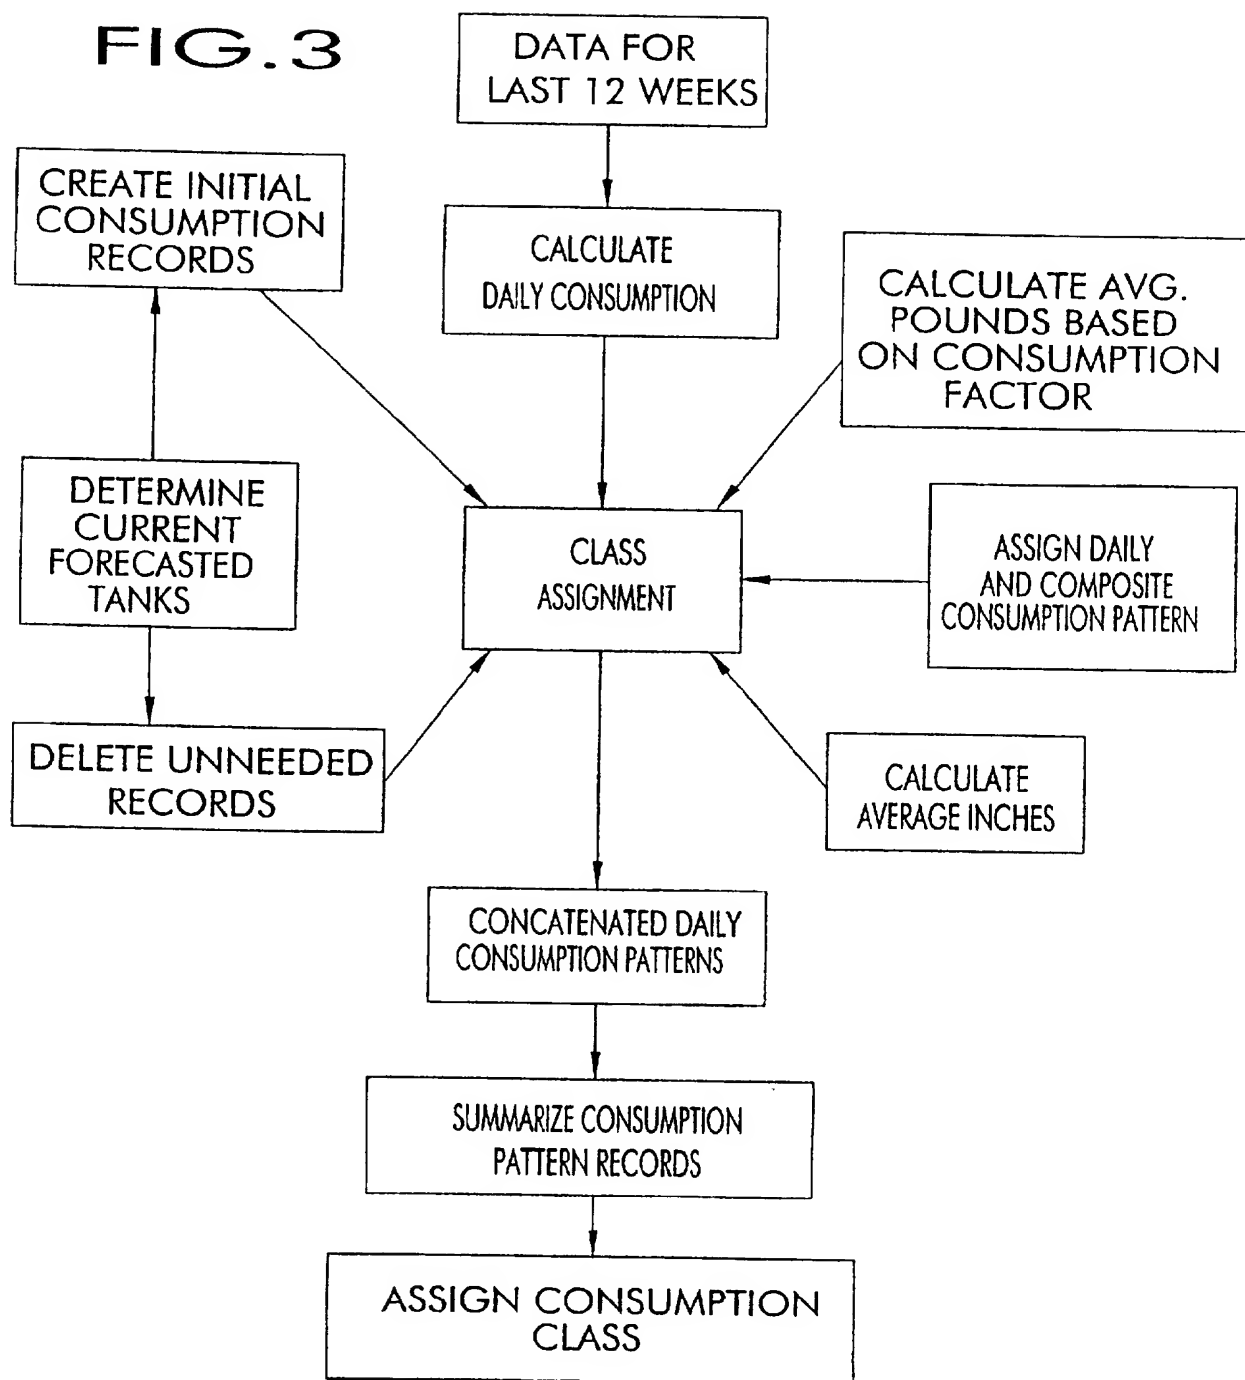 FIG.3
DATA FOR
LAST 12 WEEKS
CREATE INITIAL
CONSUMPTION
RECORDS
CALCULATE
DAILY CONSUMPTION
CALCULATE AVG.
POUNDS BASED
ON CONSUMPTION
FACTOR
DETERMINE
CURRENT
FORECASTED
TANKS
CLASS
ASSIGNMENT
ASSIGN DAILY
AND COMPOSITE
CONSUMPTION PATTERN
DELETE UNNEEDED
RECORDS
CALCULATE
AVERAGE INCHES
CONCATENATED DAILY
CONSUMPTION PATTERNS
SUMMARIZE CONSUMPTION
PATTERN RECORDS
ASSIGN CONSUMPTION
CLASS